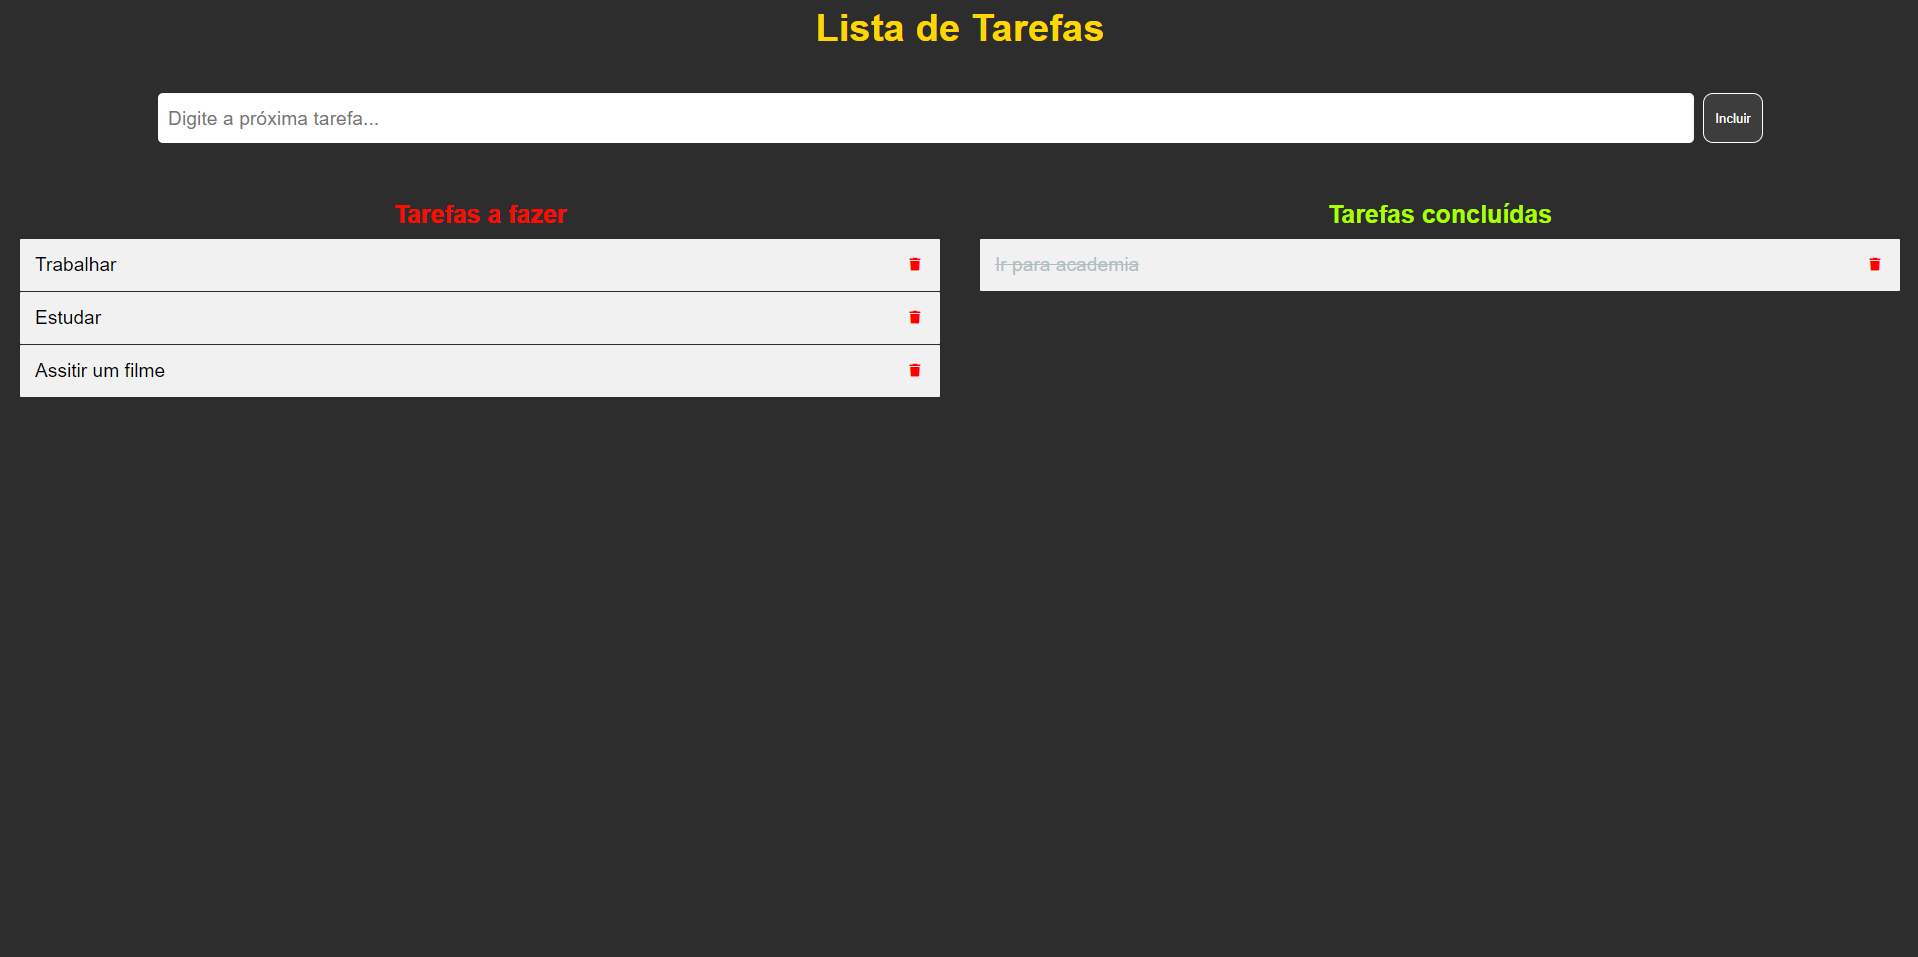 Lista de Tarefas
Digite a próxima tarefa...
Incluir
Tarefas a fazer
Trabalhar
Estudar
Assitir um filme
Tarefas concluídas
Ir para academia